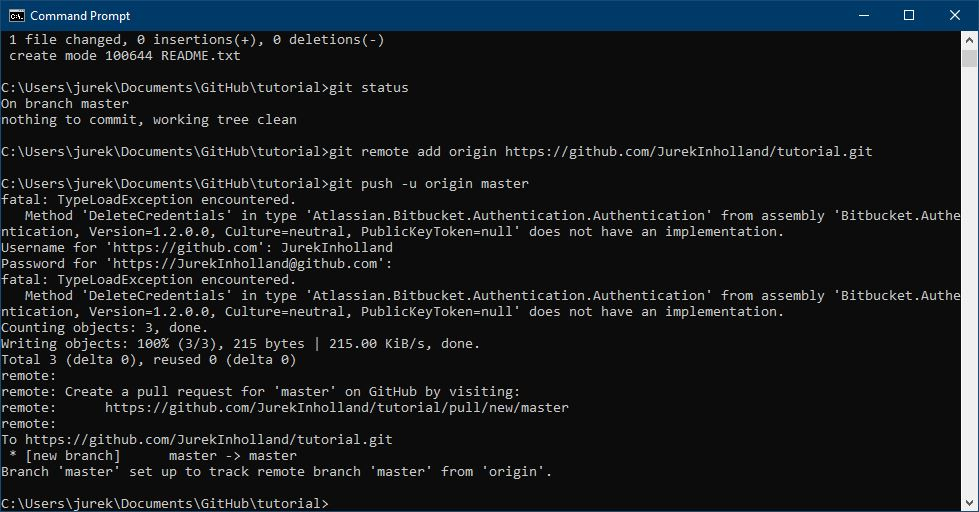 Command Prompt
1 file changed, 0 insertions(+), 0 deletions(-)
create mode 100644 README.txt
C:\Users\jurek\Documents\GitHub\tutorial>git status
On branch master
nothing to commit, working tree clean
C:\Users\jurek\Documents\GitHub\tutorial>git remote add origin https://github.com/JurekInholland/tutorial.git
C:\Users\jurek\Documents\GitHub\tutorial>git push -u origin master
fatal: TypeLoadException encountered.
Method 'DeleteCredentials' in type 'Atlassian.Bitbucket.Authentication.Authentication' from assembly 'Bitbucket.Authe
ntication, Version=1.2.0.0, Culture=neutral, PublicKeyToken=null' does not have an implementation.
Username for 'https://github.com': JurekInholland
Password for 'https://JurekInholland@github.com':
fatal: TypeLoadException encountered.
Method 'DeleteCredentials' in type 'Atlassian.Bitbucket.Authentication.Authentication' from assembly 'Bitbucket.Authe
ntication, Version=1.2.0.0, Culture=neutral, PublicKeyToken=null' does not have an implementation.
Counting objects: 3, done.
Writing objects: 100% (3/3), 215 bytes | 215.00 KiB/s, done.
Total 3 (delta 0), reused 0 (delta 0)
remote:
remote: Create a pull request for 'master' on GitHub by visiting:
remote:      https://github.com/JurekInholland/tutorial/pull/new/master
remote:
To https://github.com/JurekInholland/tutorial.git
* [new branch]      master -> master
Branch 'master' set up to track remote branch 'master' from 'origin'.
C:\Users\jurek\Documents\GitHub\tutorial>